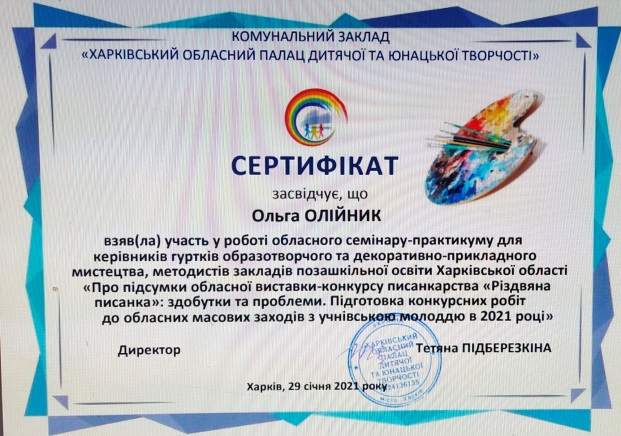 КОМУНАЛЬНИЙ ЗАКЛАД
«ХАРКІВСЬКИЙ ОБЛАСНИЙ ПАЛАЦ ДИТЯЧОЇ ТА ЮНАЦЬКОЇ ТВОРЧОСТІ»
СЕРТИФІКАТ
засвідчує, що
Ольга ОЛІЙНИК
взяв(ла) участь у роботі обласного семінару-практикуму для
керівників гуртків образотворчого та декоративно-прикладного
мистецтва, методистів закладів позашкільної освіти Харківської області
«Про підсумки обласної виставки-конкурсу писанкарства «Різдвяна
писанка»: здобутки та проблеми. Підготовка конкурсних робіт
до обласних масових заходів з учнівською молоддю в 2021 році»
Директор
Тетяна ПІДБЕРЕЗКІНА
ХАРКІВСЬКИЙ
ОБЛАСНИЙ
ПАЛАЦ
ДИТЯЧОЇ
ТА ЮНАЦЬКОЇ
ТВОРЧОСТІ
Харків, 29 січня 2021 року